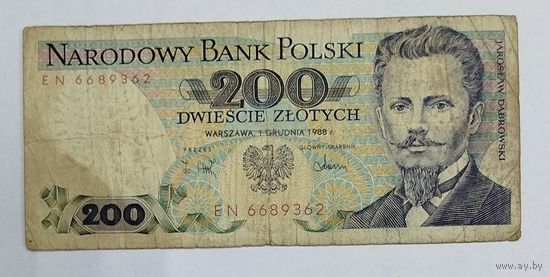 NARODOWY BANK POLSKI
EN 6689362
200
DWIEŚCIE ZŁOTYCH
WARSZAWA, 1 GRUDNIA 1988 r.
PREZES
GŁÓWNY SKARBNIK
JAROSŁAW DĄBROWSKI
200
EN 6689362
www.ay.by